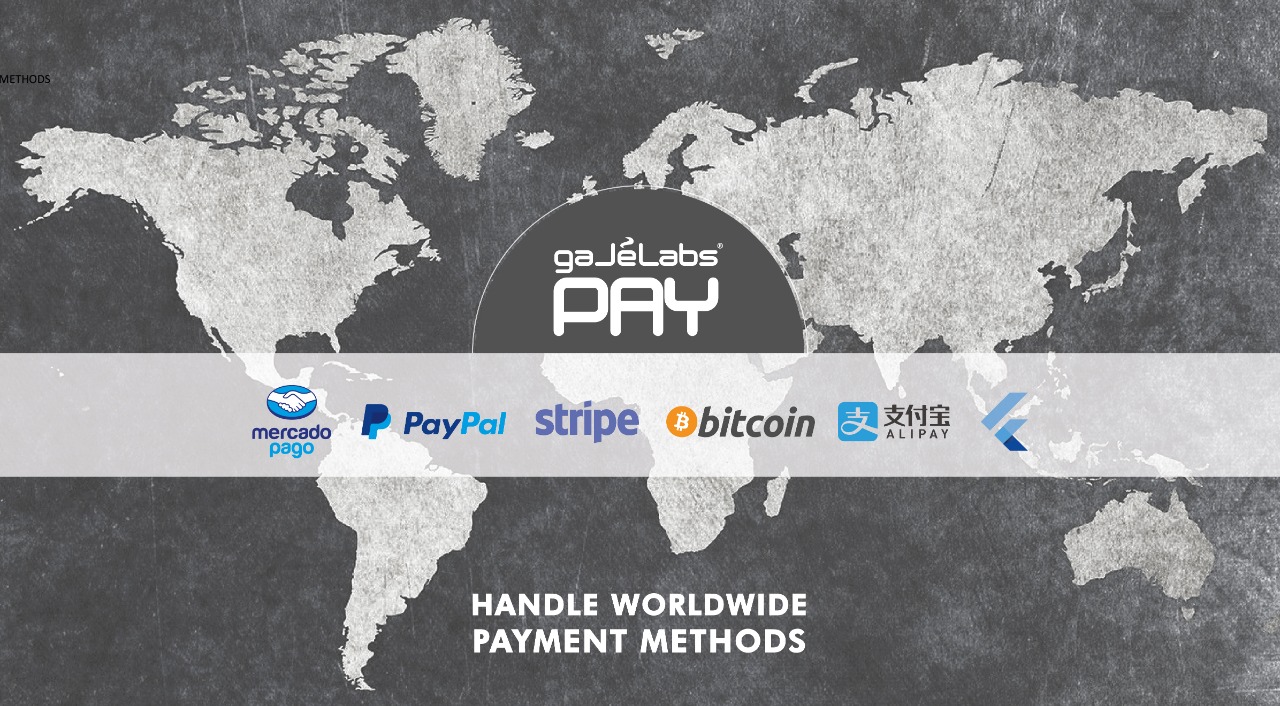 METHODS
gaJéLabs®
PAY
mercado
pago
PayPal
stripe
bitcoin
支付宝
ALIPAY
HANDLE WORLDWIDE
PAYMENT METHODS